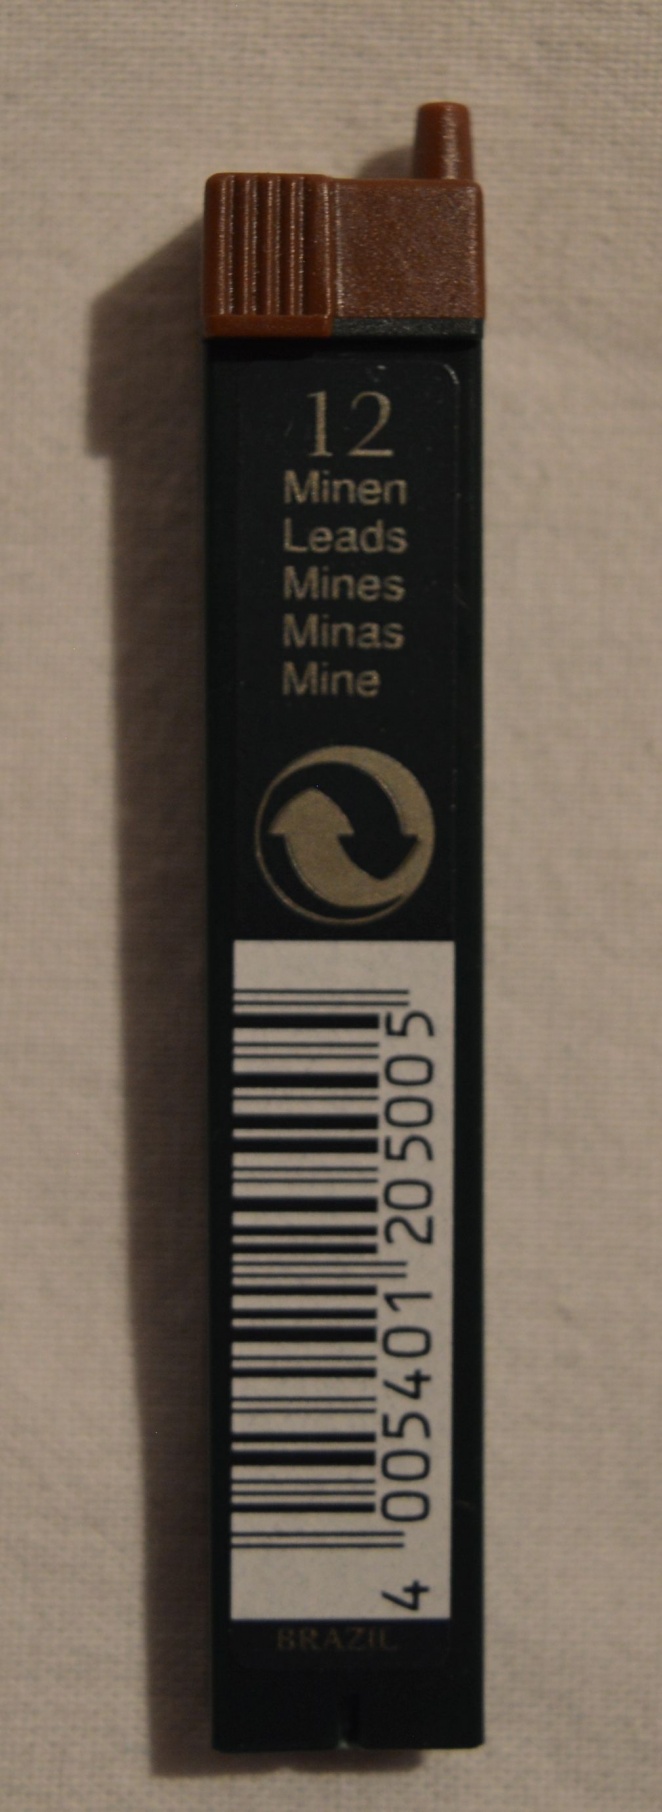 12
Minen
Leads
Mines
Minas
Mine
4 005401 205005
BRAZIL